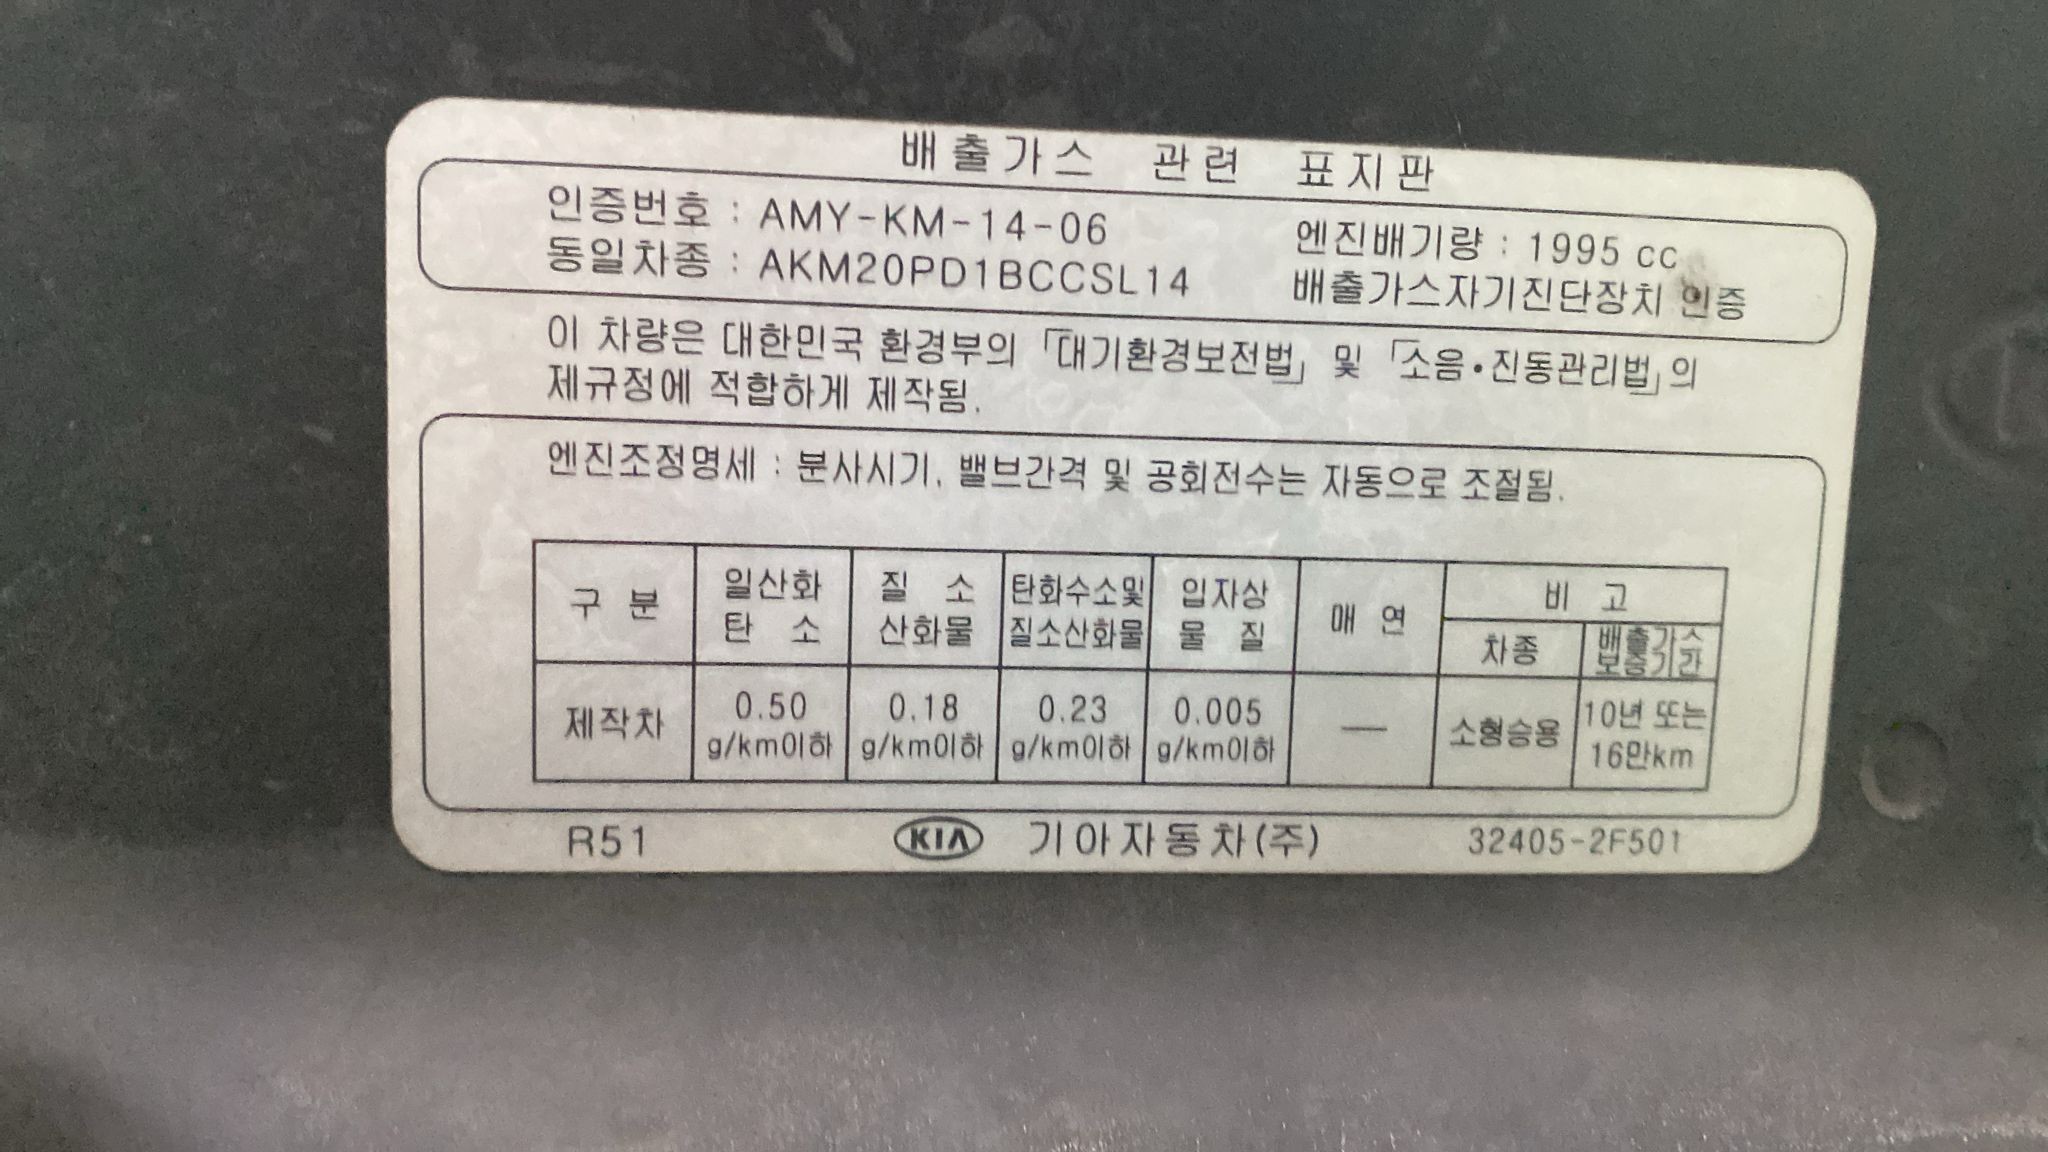 배출가스 관련 표지판
인증번호 : AMY-KM-14-06 엔진배기량 : 1995 cc
동일차종 : AKM20PD1BCCSL14 배출가스자기진단장치 인증
이 차량은 대한민국 환경부의 「대기환경보전법」 및 「소음·진동관리법」의
제규정에 적합하게 제작됨.
엔진조정명세 : 분사시기, 밸브간격 및 공회전수는 자동으로 조절됨.
구 분 일산화 탄 소 질 소 산화물 탄화수소및 질소산화물 입자상 물 질 매 연 비 고
차종 배출가스 보증기간
제작차 0.50 g/km이하 0.18 g/km이하 0.23 g/km이하 0.005 g/km이하 — 소형승용 10년 또는 16만km
R51 KIA 기아자동차(주) 32405-2F501